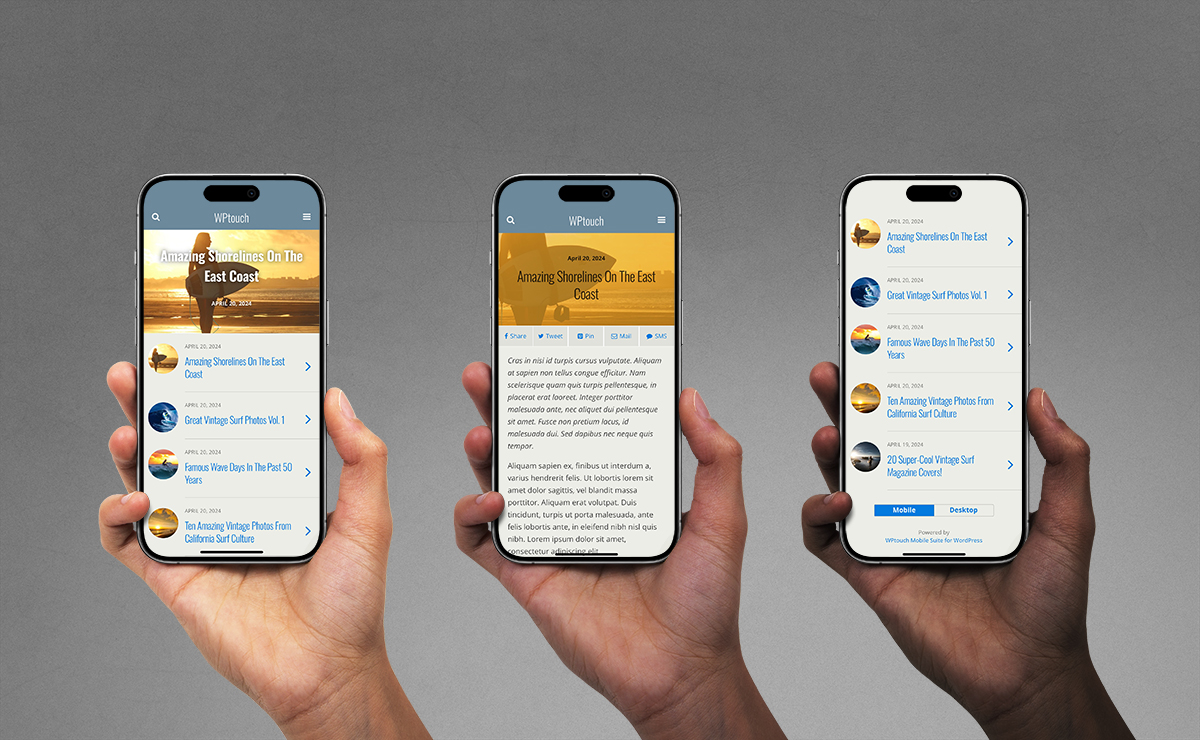 WPtouch
Amazing Shorelines On The
East Coast
APRIL 20, 2024
APRIL 20, 2024
Amazing Shorelines On The East
Coast
APRIL 20, 2024
Great Vintage Surf Photos Vol. 1
APRIL 20, 2024
Famous Wave Days In The Past 50
Years
APRIL 20, 2024
Ten Amazing Vintage Photos From
California Surf Culture
WPtouch
April 20, 2024
Amazing Shorelines On The East
Coast
Share Tweet Pin Mail SMS
Cras in nisi id turpis cursus vulputate. Aliquam
at sapien non tellus congue efficitur. Nam
scelerisque quam quis turpis pellentesque, in
placerat erat laoreet. Integer porttitor
malesuada ante, nec aliquet dui pellentesque
sit amet. Fusce non pretium lacus, id
malesuada dui. Sed dapibus nec neque quis
tempor.
Aliquam sapien ex, finibus ut interdum a,
varius hendrerit felis. Ut lobortis lorem sit
amet dolor sagittis, vel blandit massa
porttitor. Aliquam erat volutpat. Duis
tincidunt, turpis ut porta malesuada, ante
felis lobortis ante, in eleifend nibh nisl quis
nibh. Lorem ipsum dolor sit amet,
consectetur adipiscing elit
APRIL 20, 2024
Amazing Shorelines On The East
Coast
APRIL 20, 2024
Great Vintage Surf Photos Vol. 1
APRIL 20, 2024
Famous Wave Days In The Past 50
Years
APRIL 20, 2024
Ten Amazing Vintage Photos From
California Surf Culture
APRIL 19, 2024
20 Super-Cool Vintage Surf
Magazine Covers!
Mobile Desktop
Powered by
WPtouch Mobile Suite for WordPress